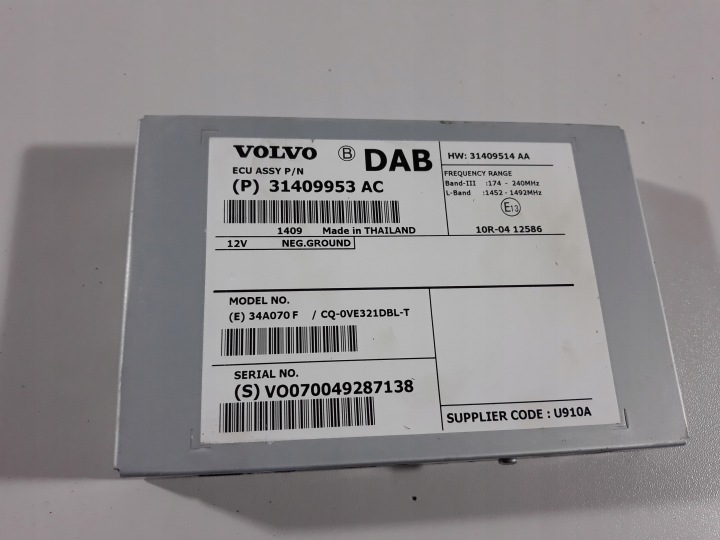 VOLVO B DAB
ECU ASSY P/N
(P) 31409953 AC
1409 Made in THAILAND
12V NEG.GROUND
HW: 31409514 AA
FREQUENCY RANGE
Band-III :174 - 240MHz
L-Band :1452 - 1492MHz
E13
10R-04 12586
MODEL NO.
(E) 34A070 F / CQ-0VE321DBL-T
SERIAL NO.
(S) VO070049287138
SUPPLIER CODE : U910A